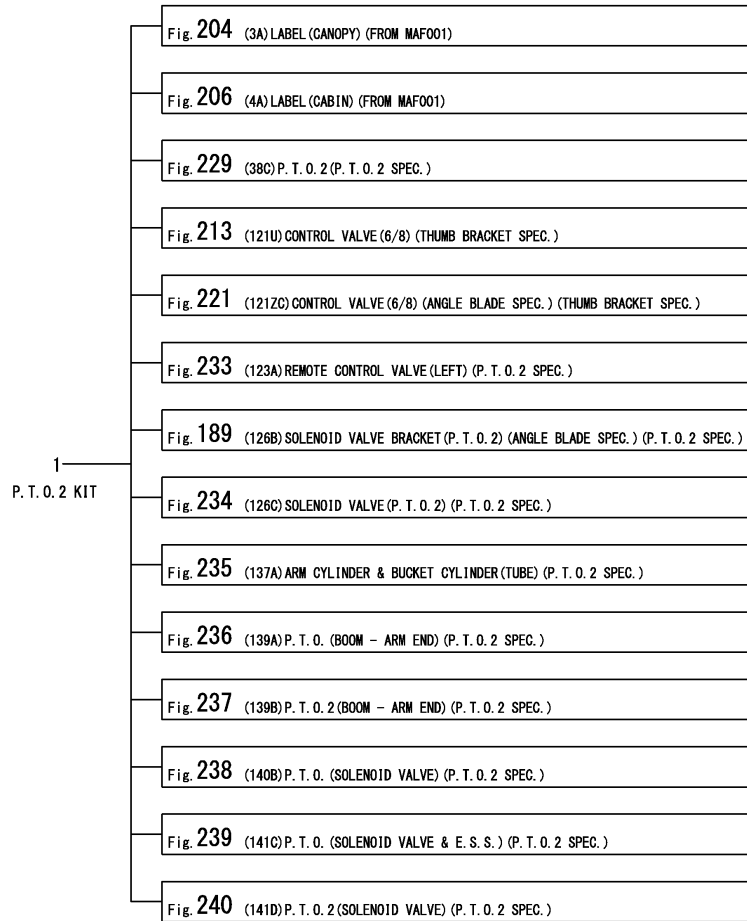 Fig. 204 (3A) LABEL (CANOPY) (FROM MAF001)
Fig. 206 (4A) LABEL (CABIN) (FROM MAF001)
Fig. 229 (38C) P. T. O. 2 (P. T. O. 2 SPEC.)
Fig. 213 (121U) CONTROL VALVE (6/8) (THUMB BRACKET SPEC.)
Fig. 221 (121ZC) CONTROL VALVE (6/8) (ANGLE BLADE SPEC.) (THUMB BRACKET SPEC.)
Fig. 233 (123A) REMOTE CONTROL VALVE (LEFT) (P. T. O. 2 SPEC.)
Fig. 189 (126B) SOLENOID VALVE BRACKET (P. T. O. 2) (ANGLE BLADE SPEC.) (P. T. O. 2 SPEC.)
1
P. T. O. 2 KIT
Fig. 234 (126C) SOLENOID VALVE (P. T. O. 2) (P. T. O. 2 SPEC.)
Fig. 235 (137A) ARM CYLINDER & BUCKET CYLINDER (TUBE) (P. T. O. 2 SPEC.)
Fig. 236 (139A) P. T. O. (BOOM - ARM END) (P. T. O. 2 SPEC.)
Fig. 237 (139B) P. T. O. 2 (BOOM - ARM END) (P. T. O. 2 SPEC.)
Fig. 238 (140B) P. T. O. (SOLENOID VALVE) (P. T. O. 2 SPEC.)
Fig. 239 (141C) P. T. O. (SOLENOID VALVE & E. S. S.) (P. T. O. 2 SPEC.)
Fig. 240 (141D) P. T. O. 2 (SOLENOID VALVE) (P. T. O. 2 SPEC.)